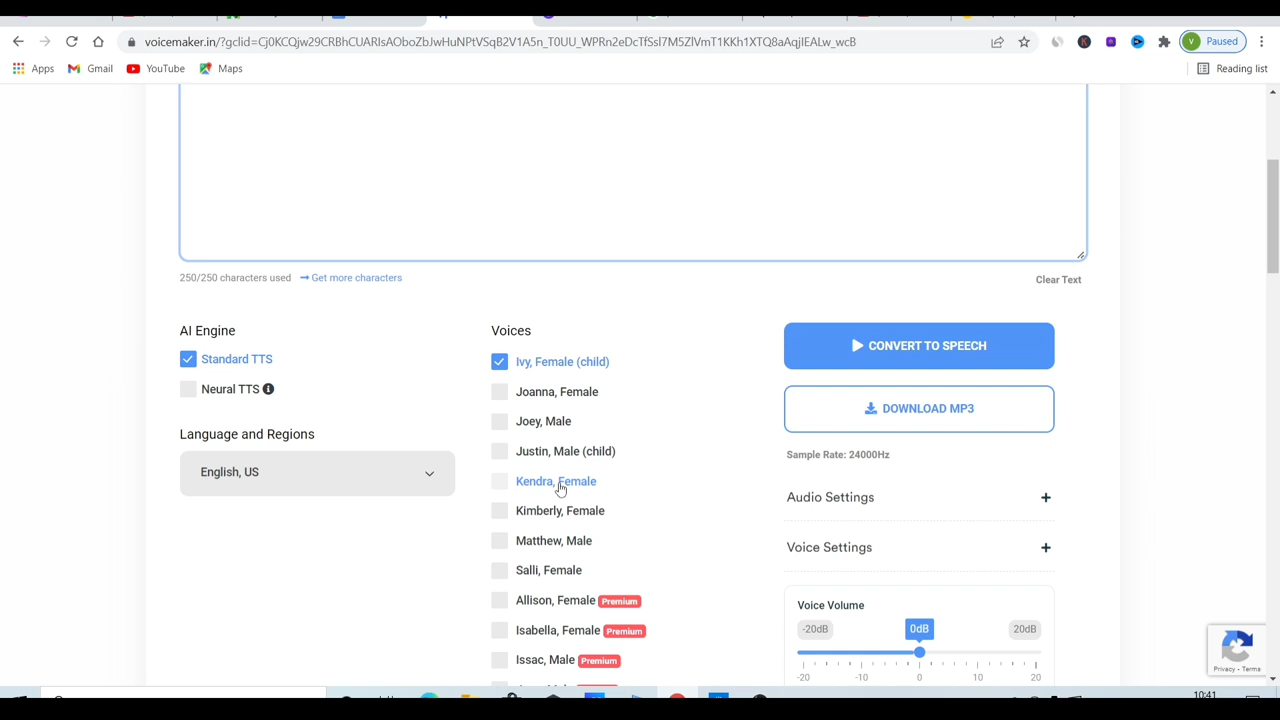 voicemaker.in/?gclid=Cj0KCQjw29CRBhCUARIsAOboZbJwHuNPtVSgB2V1A5n_T0UU_WPRn2eDcTfSsl7M5ZlVmT1KKh1XTQ8aAqjIEALw_wcB
V Paused
Apps Gmail YouTube Maps Reading list
250/250 characters used Get more characters Clear Text
AI Engine
Standard TTS
Neural TTS
Language and Regions
English, US
Voices
Ivy, Female (child)
Joanna, Female
Joey, Male
Justin, Male (child)
Kendra, Female
Kimberly, Female
Matthew, Male
Salli, Female
Allison, Female Premium
Isabella, Female Premium
Issac, Male Premium
CONVERT TO SPEECH
DOWNLOAD MP3
Sample Rate: 24000Hz
Audio Settings +
Voice Settings +
Voice Volume
-20dB 0dB 20dB
-20 -10 0 10 20
Privacy - Terms
10:41